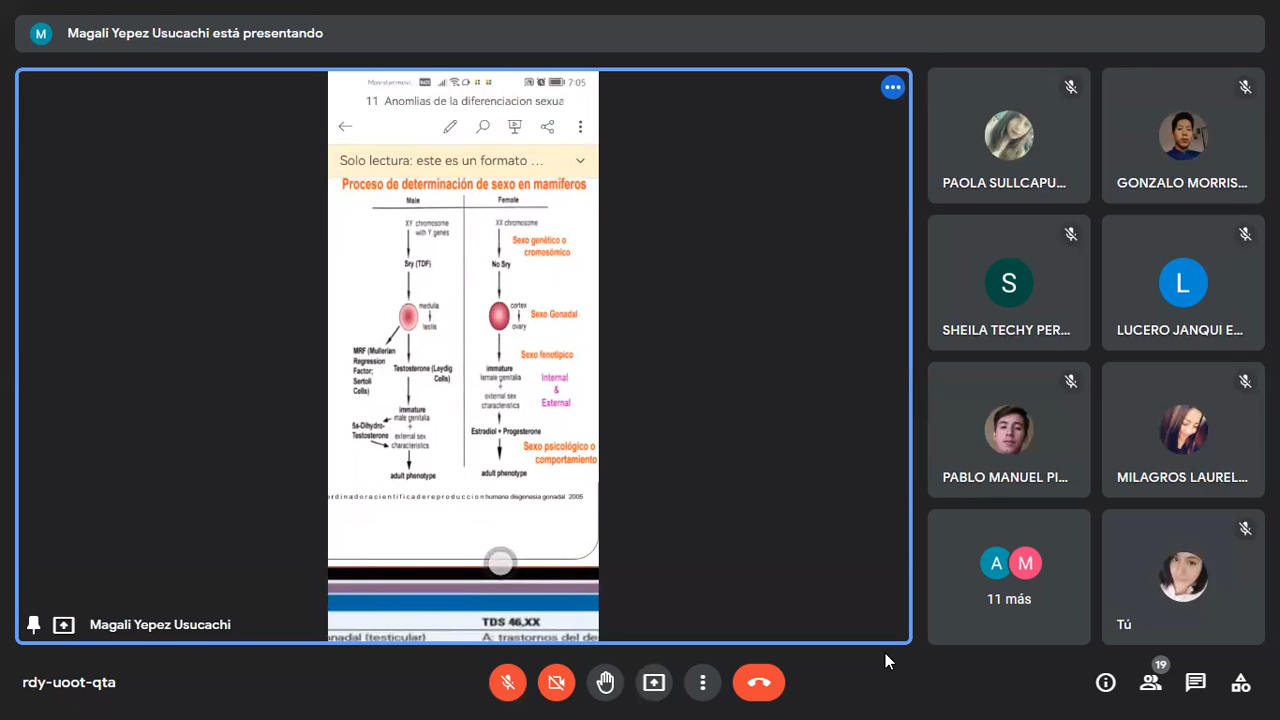 M Magali Yepez Usucachi está presentando
7:05
11 Anomlias de la diferenciacion sexua
Solo lectura: este es un formato ...
Proceso de determinación de sexo en mamíferos
Male
Female
XY chromosome
with Y genes
XX chromosome
Sexo genético o
cromosómico
Sry (TDF)
No Sry
medulla
testis
cortex
ovary
Sexo Gonadal
MRF (Mullerian
Regression
Factor;
Sertoli
Cells)
Testosterone (Leydig
Cells)
Sexo fenotipico
immature
female genitalia
+
external sex
characteristics
Internal
&
External
immature
male genitalia
+
external sex
characteristics
5a-Dihydro-
Testosterone
Estradiol + Progesterone
Sexo psicológico o
comportamiento
adult phenotype
adult phenotype
rdinadoracientificadereproduccion humana disgenesia gonadal 2005
TDS 46,XX
onadal (testicular)
A: trastornos del de
Magali Yepez Usucachi
PAOLA SULLCAPU...
GONZALO MORRIS...
S
SHEILA TECHY PER...
L
LUCERO JANQUI E...
PABLO MANUEL PI...
MILAGROS LAUREL...
A M
11 más
Tú
rdy-uoot-qta
19